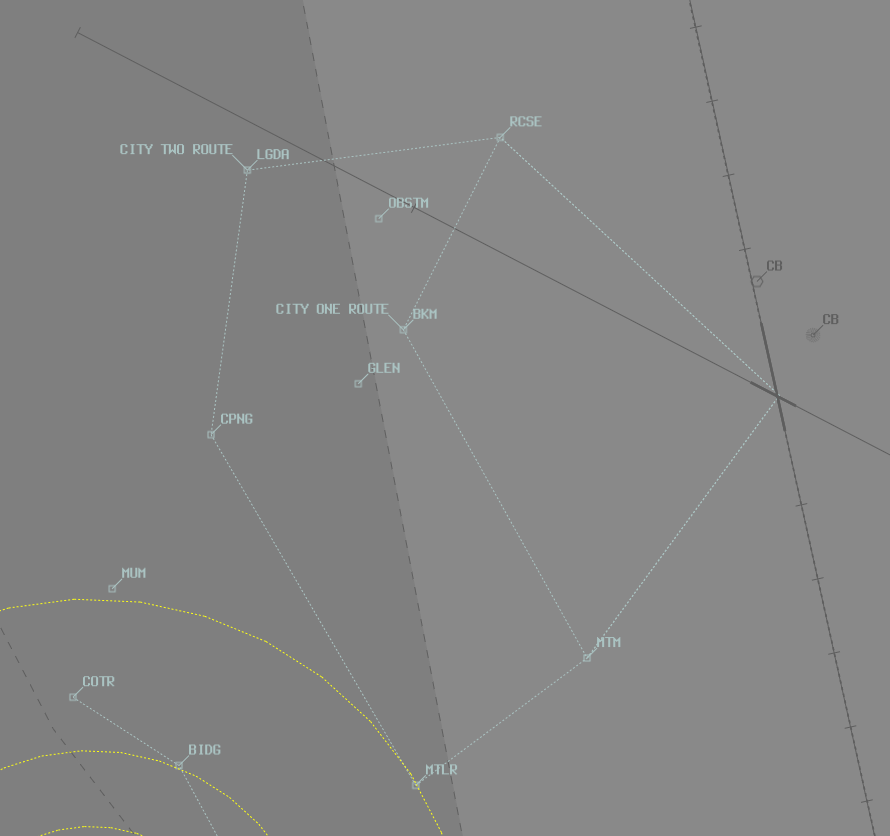 RCSE
CITY TWO ROUTE
LGDA
OBSTM
CB
CITY ONE ROUTE
BKM
CB
GLEN
CPNG
MUM
MTM
COTR
BIDG
MTLR